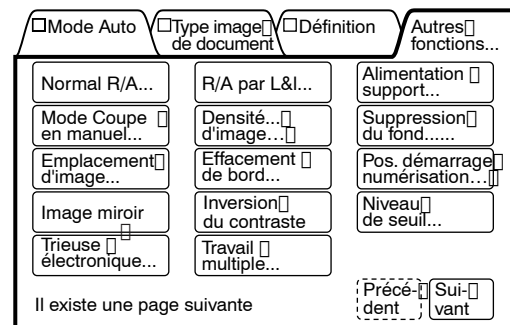 Mode Auto
Type image
de document
Définition
Autres
fonctions...
Normal R/A...
R/A par L&I...
Alimentation
support...
Mode Coupe
en manuel...
Densité...
d'image...
Suppression
du fond......
Emplacement
d'image...
Effacement
de bord...
Pos. démarrage
numérisation...
Image miroir
Inversion
du contraste
Niveau
de seuil...
Trieuse
électronique...
Travail
multiple...
Il existe une page suivante
Précé-
dent
Sui-
vant